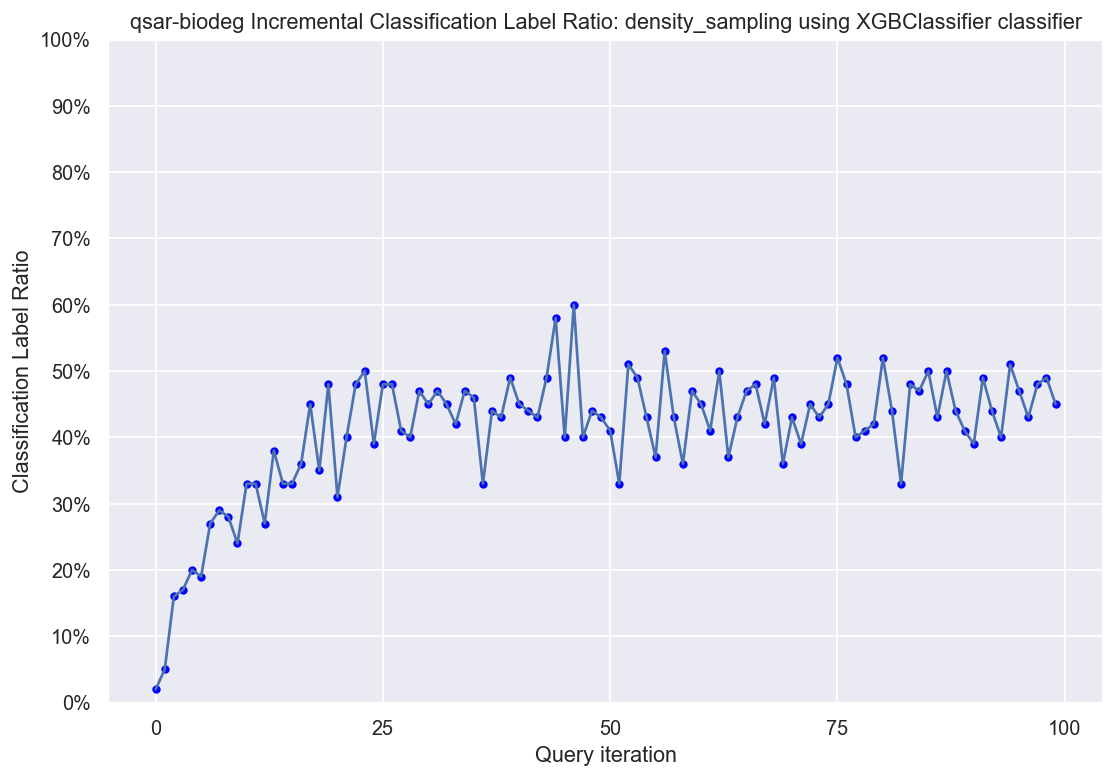 qsar-biodeg Incremental Classification Label Ratio: density_sampling using XGBClassifier classifier
100%
90%
80%
70%
60%
50%
40%
30%
20%
10%
0%
Classification Label Ratio
0 25 50 75 100
Query iteration